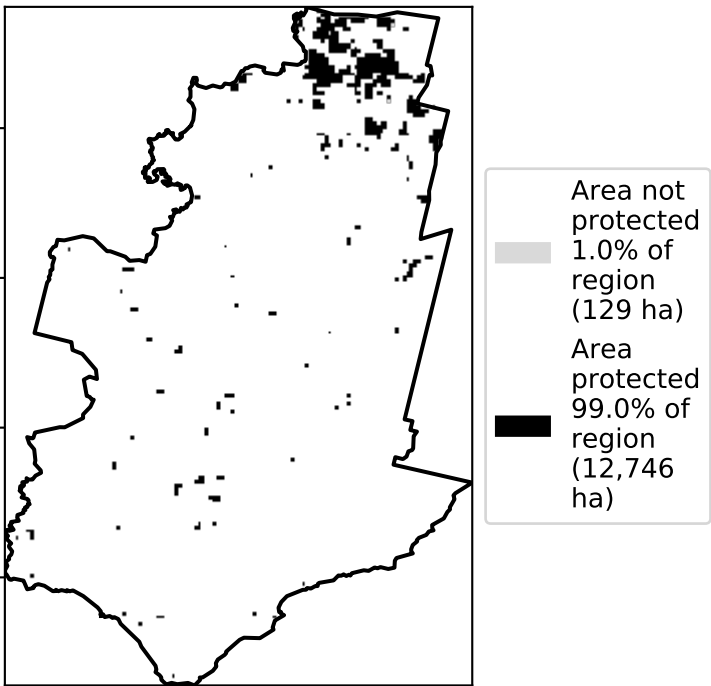 Area not
protected
1.0% of
region
(129 ha)
Area
protected
99.0% of
region
(12,746
ha)